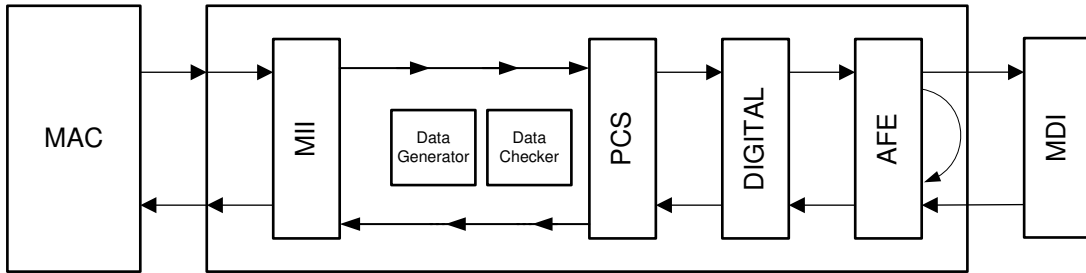 MAC
MII
Data
Generator
Data
Checker
PCS
DIGITAL
AFE
MDI